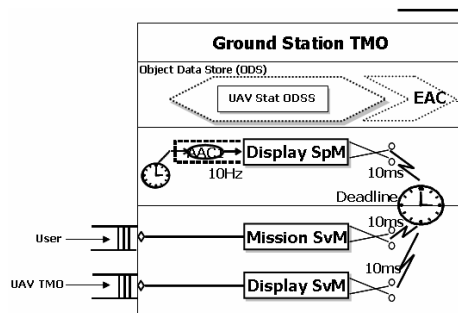 Ground Station TMO
Object Data Store (ODS)
UAV Stat ODSS
EAC
AAC
Display SpM
10Hz
10ms
Deadline
User
Mission SvM
10ms
10ms
UAV TMO
Display SvM